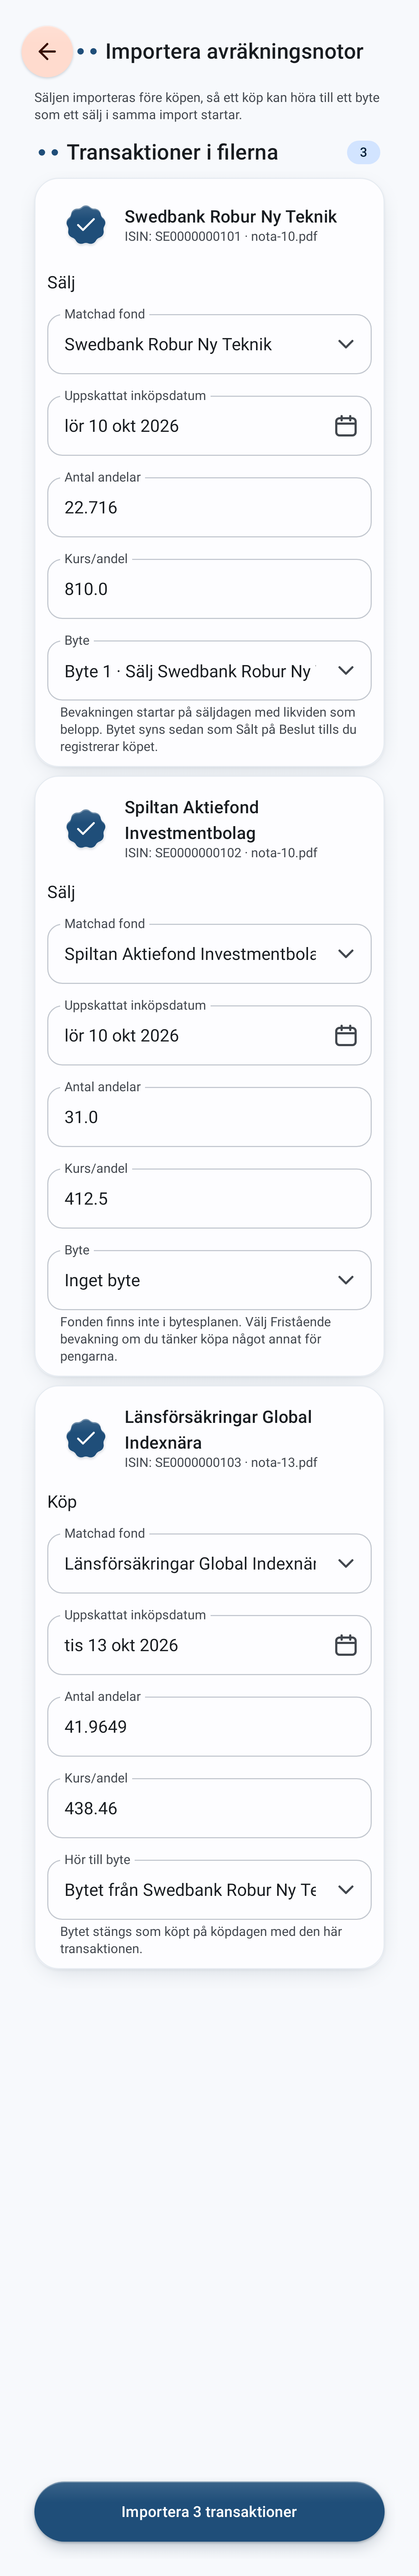 Importera avräkningsnotor
Säljen importeras före köpen, så ett köp kan höra till ett byte
som ett sälj i samma import startar.
Transaktioner i filerna
3
Swedbank Robur Ny Teknik
ISIN: SE0000000101 · nota-10.pdf
Sälj
Matchad fond
Swedbank Robur Ny Teknik
Uppskattat inköpsdatum
lör 10 okt 2026
Antal andelar
22.716
Kurs/andel
810.0
Byte
Byte 1 · Sälj Swedbank Robur Ny
Bevakningen startar på säljdagen med likviden som
belopp. Bytet syns sedan som Sålt på Beslut tills du
registrerar köpet.
Spiltan Aktiefond
Investmentbolag
ISIN: SE0000000102 · nota-10.pdf
Sälj
Matchad fond
Spiltan Aktiefond Investmentbola
Uppskattat inköpsdatum
lör 10 okt 2026
Antal andelar
31.0
Kurs/andel
412.5
Byte
Inget byte
Fonden finns inte i bytesplanen. Välj Fristående
bevakning om du tänker köpa något annat för
pengarna.
Länsförsäkringar Global
Indexnära
ISIN: SE0000000103 · nota-13.pdf
Köp
Matchad fond
Länsförsäkringar Global Indexnär
Uppskattat inköpsdatum
tis 13 okt 2026
Antal andelar
41.9649
Kurs/andel
438.46
Hör till byte
Bytet från Swedbank Robur Ny Te
Bytet stängs som köpt på köpdagen med den här
transaktionen.
Importera 3 transaktioner